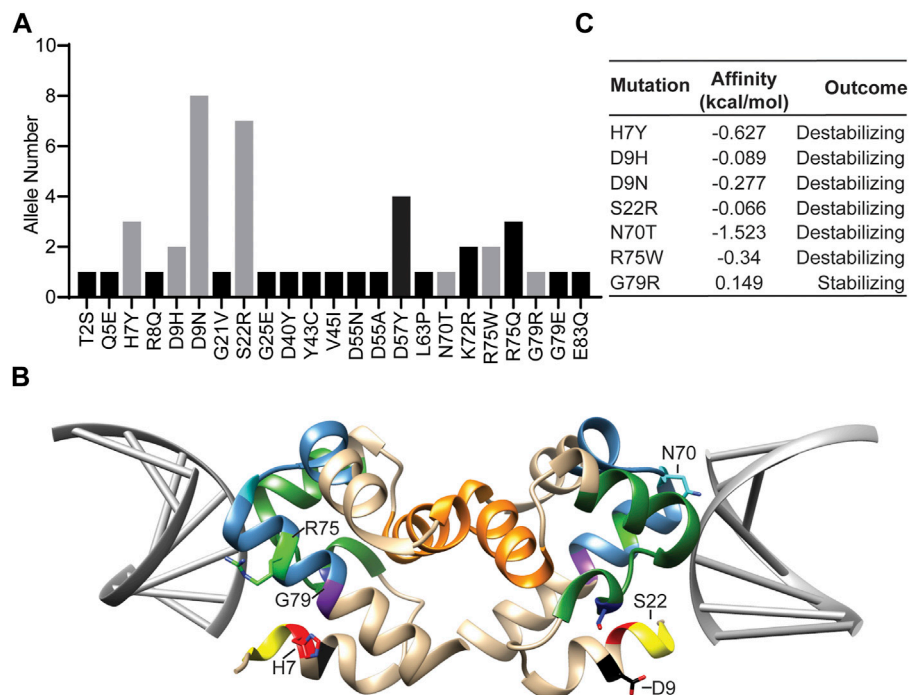 A
Allele Number
10
8
6
4
2
0
T2S
Q5E
H7Y
R8Q
D9H
D9N
G21V
S22R
G25E
D40Y
Y43C
V45I
D55N
D55A
D57Y
L63P
N70T
K72R
R75W
R75Q
G79R
G79E
E83Q
C
Mutation Affinity (kcal/mol) Outcome
H7Y -0.627 Destabilizing
D9H -0.089 Destabilizing
D9N -0.277 Destabilizing
S22R -0.066 Destabilizing
N70T -1.523 Destabilizing
R75W -0.34 Destabilizing
G79R 0.149 Stabilizing
B
N70
R75
G79
S22
H7
D9